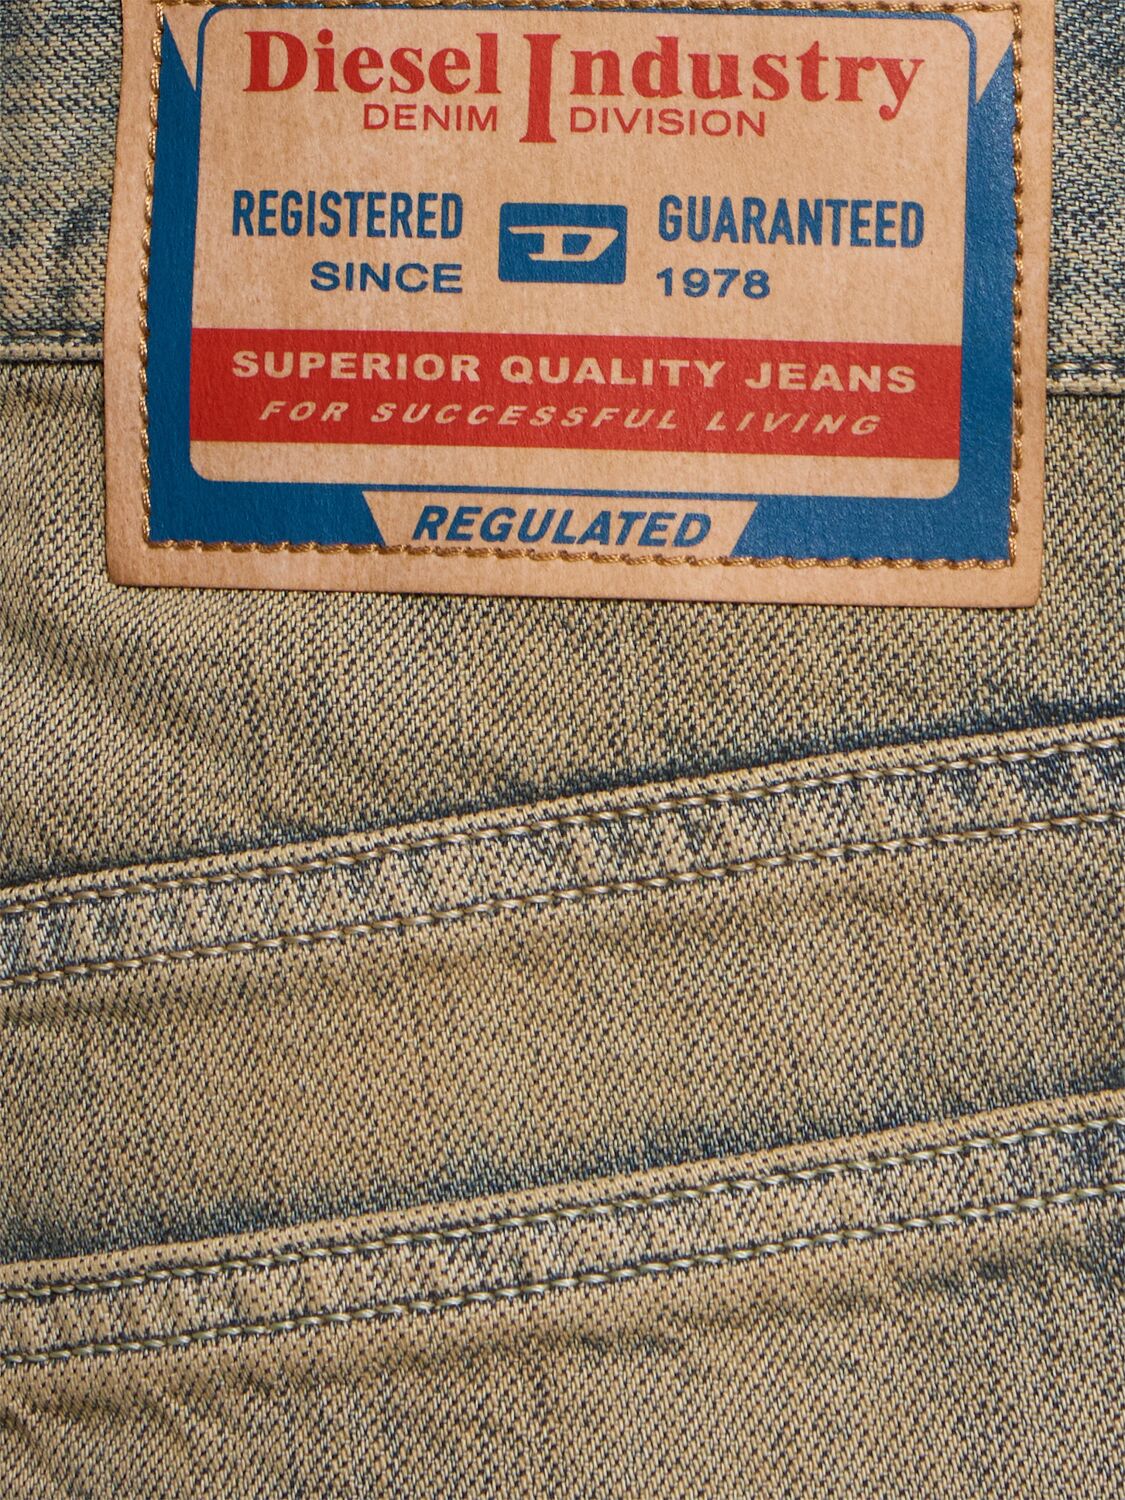 Diesel Industry
DENIM DIVISION
REGISTERED D GUARANTEED
SINCE 1978
SUPERIOR QUALITY JEANS
FOR SUCCESSFUL LIVING
REGULATED